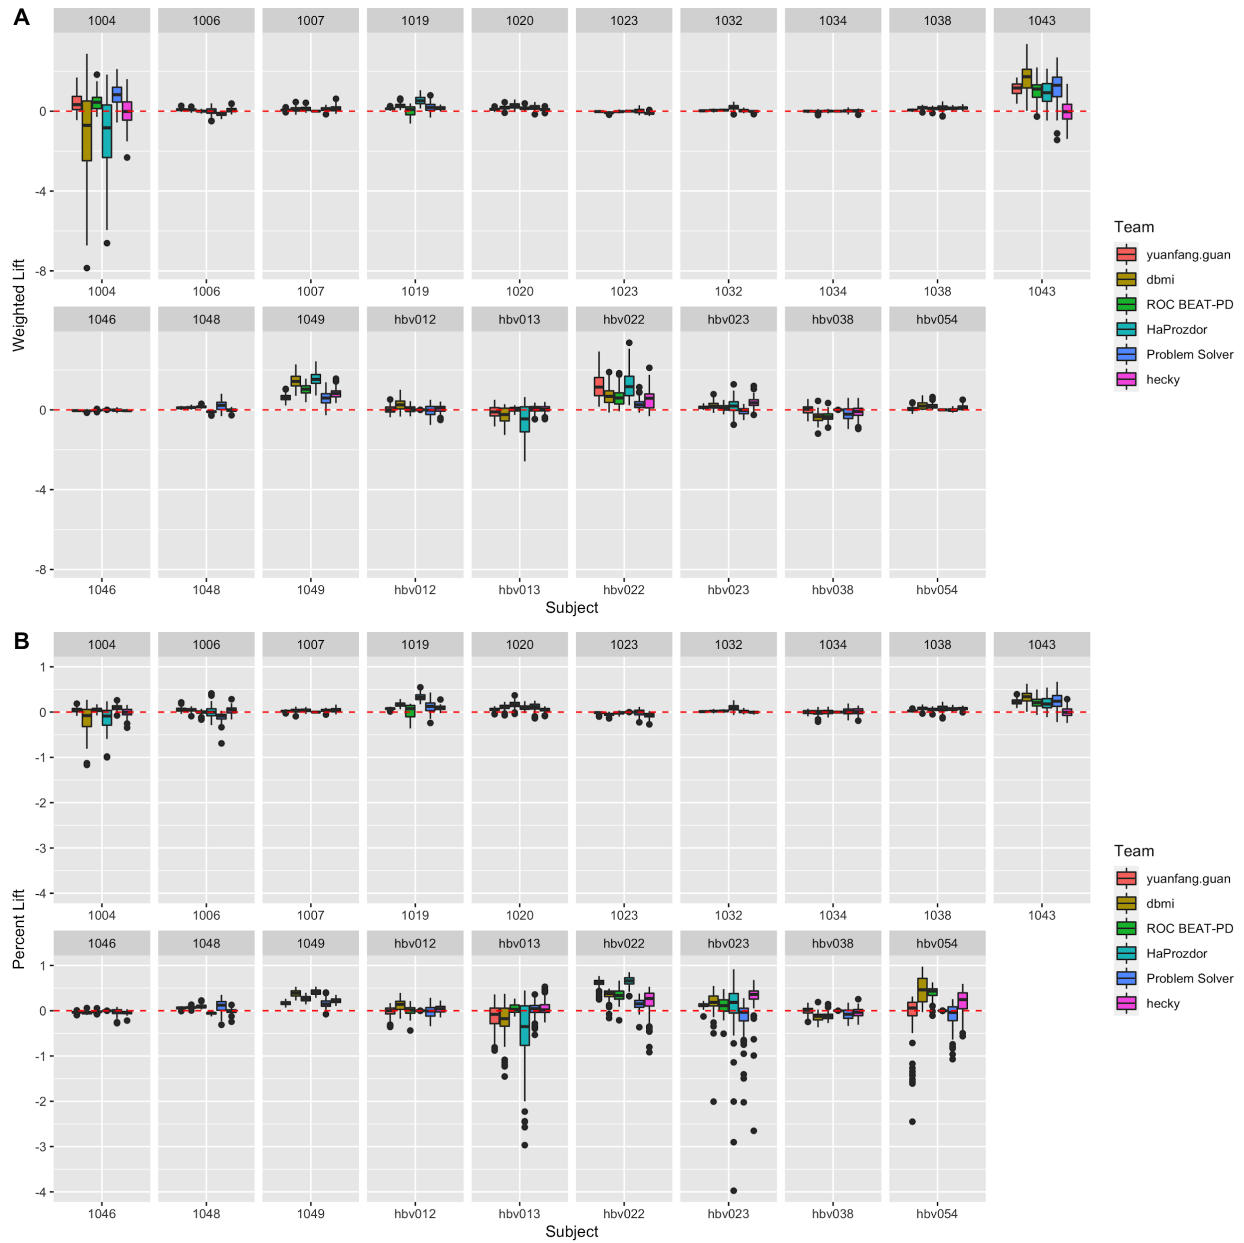 A
1004 1006 1007 1019 1020 1023 1032 1034 1038 1043
0
-4
-8
1004 1006 1007 1019 1020 1023 1032 1034 1038 1043
Weighted Lift
1046 1048 1049 hbv012 hbv013 hbv022 hbv023 hbv038 hbv054
0
-4
-8
1046 1048 1049 hbv012 hbv013 hbv022 hbv023 hbv038 hbv054
Subject
Team
yuanfang.guan
dbmi
ROC BEAT-PD
HaProzdor
Problem Solver
hecky
B
1004 1006 1007 1019 1020 1023 1032 1034 1038 1043
1
0
-1
-2
-3
-4
1004 1006 1007 1019 1020 1023 1032 1034 1038 1043
Percent Lift
1046 1048 1049 hbv012 hbv013 hbv022 hbv023 hbv038 hbv054
1
0
-1
-2
-3
-4
1046 1048 1049 hbv012 hbv013 hbv022 hbv023 hbv038 hbv054
Subject
Team
yuanfang.guan
dbmi
ROC BEAT-PD
HaProzdor
Problem Solver
hecky